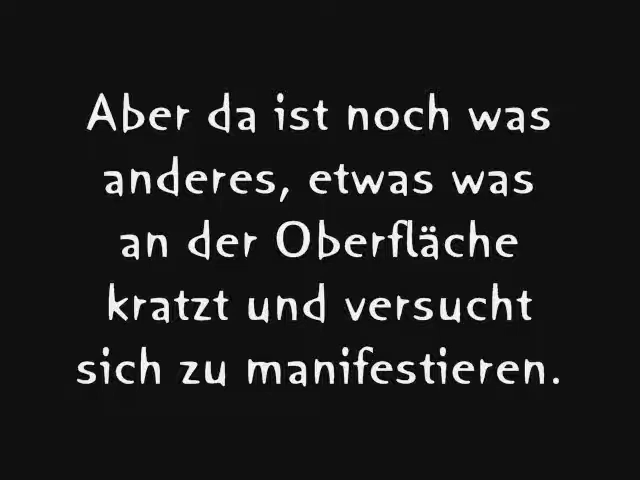 Aber da ist noch was
anderes, etwas was
an der Oberfläche
kratzt und versucht
sich zu manifestieren.